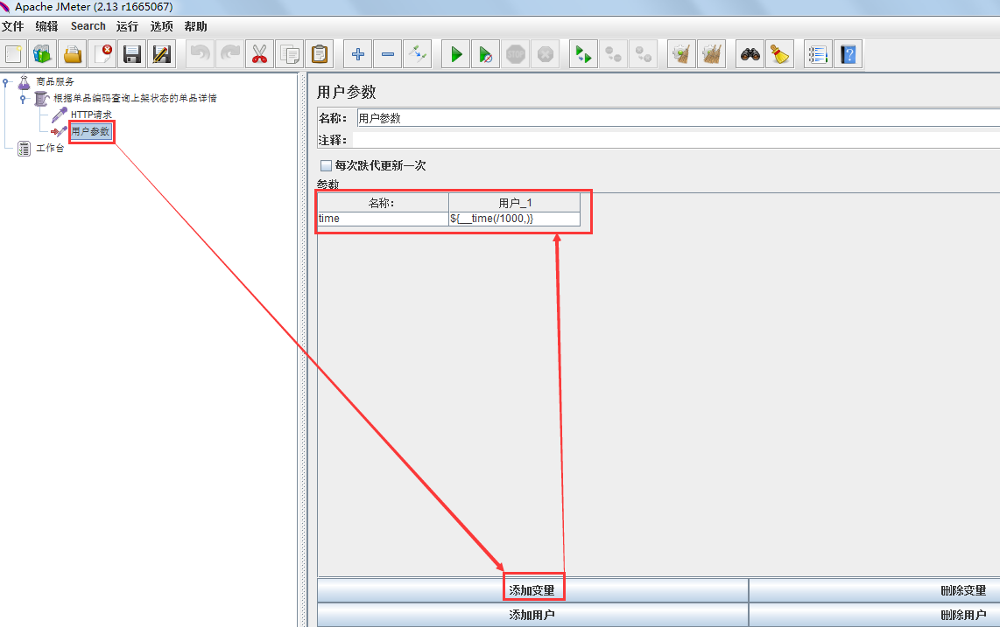 Apache JMeter (2.13 r1665067)
文件 编辑 Search 运行 选项 帮助
STOP
商品服务
根据单品编码查询上架状态的单品详情
HTTP请求
用户参数
工作台
用户参数
名称: 用户参数
注释:
每次跌代更新一次
参数
名称: 用户_1
time ${__time(/1000,)}
添加变量 删除变量
添加用户 删除用户